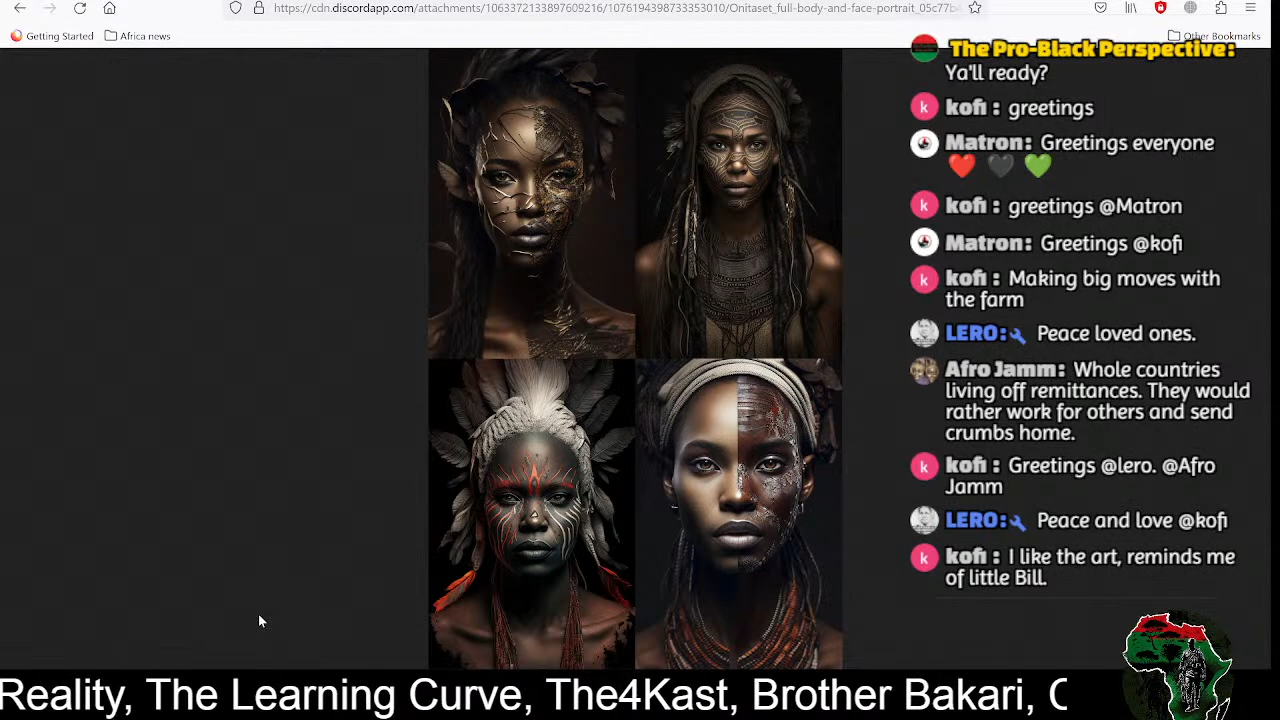 https://cdn.discordapp.com/attachments/1063372133897609216/1076194398733353010/Onitaset_full-body-and-face-portrait_05c77b4
Getting Started
Africa news
Other Bookmarks
The Pro-Black Perspective:
Ya'll ready?
k kofi : greetings
Matron: Greetings everyone
❤️ 🖤 💚
k kofi : greetings @Matron
Matron: Greetings @kofi
k kofi : Making big moves with
the farm
LERO: Peace loved ones.
Afro Jamm: Whole countries
living off remittances. They would
rather work for others and send
crumbs home.
k kofi : Greetings @lero. @Afro
Jamm
LERO: Peace and love @kofi
k kofi : I like the art, reminds me
of little Bill.
Reality, The Learning Curve, The4Kast, Brother Bakari,